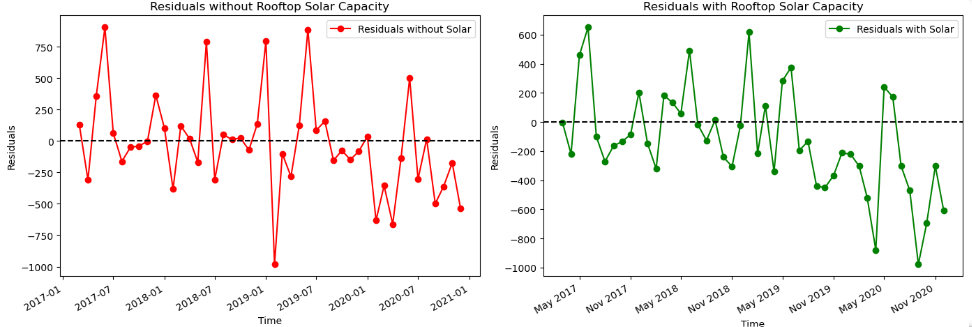 Residuals without Rooftop Solar Capacity
Residuals without Solar
750
500
250
0
−250
−500
−750
−1000
Residuals
2017-01
2017-07
2018-01
2018-07
2019-01
2019-07
2020-01
2020-07
2021-01
Time
Residuals with Rooftop Solar Capacity
Residuals with Solar
600
400
200
0
−200
−400
−600
−800
−1000
Residuals
May 2017
Nov 2017
May 2018
Nov 2018
May 2019
Nov 2019
May 2020
Nov 2020
Time